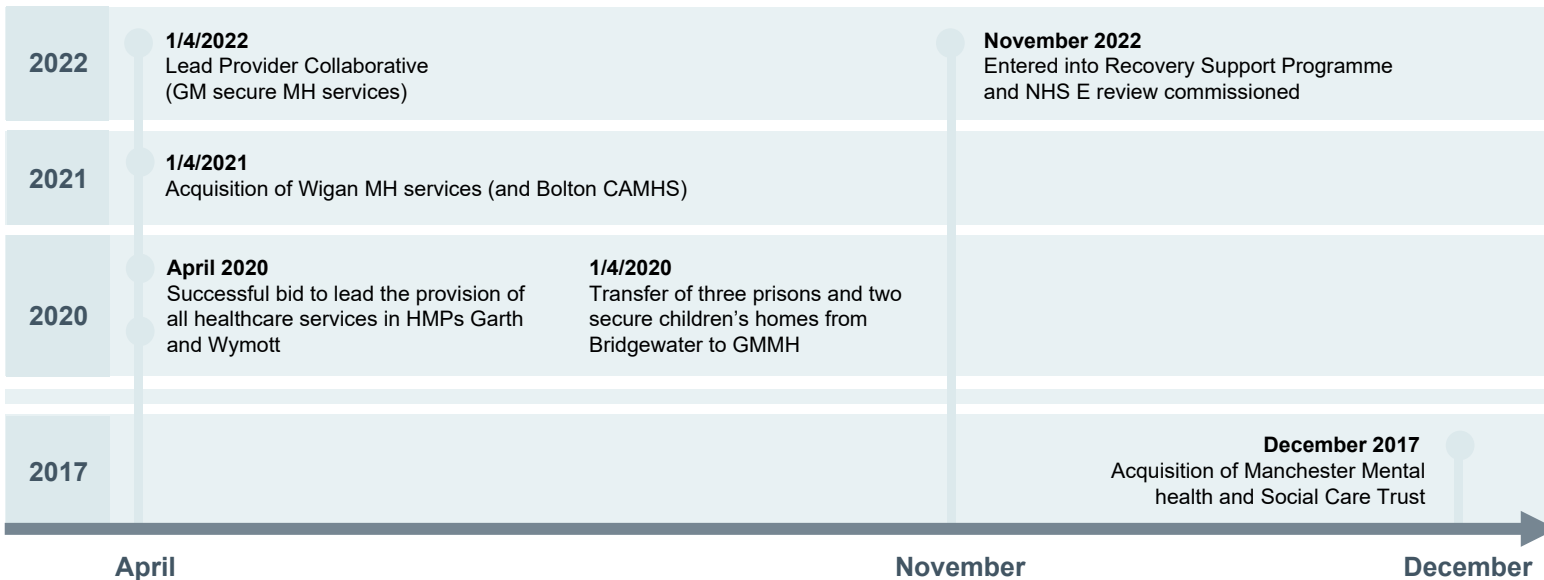 2022
1/4/2022
Lead Provider Collaborative
(GM secure MH services)
November 2022
Entered into Recovery Support Programme
and NHS E review commissioned
2021
1/4/2021
Acquisition of Wigan MH services (and Bolton CAMHS)
2020
April 2020
Successful bid to lead the provision of
all healthcare services in HMPs Garth
and Wymott
1/4/2020
Transfer of three prisons and two
secure children’s homes from
Bridgewater to GMMH
2017
December 2017
Acquisition of Manchester Mental
health and Social Care Trust
April
November
December